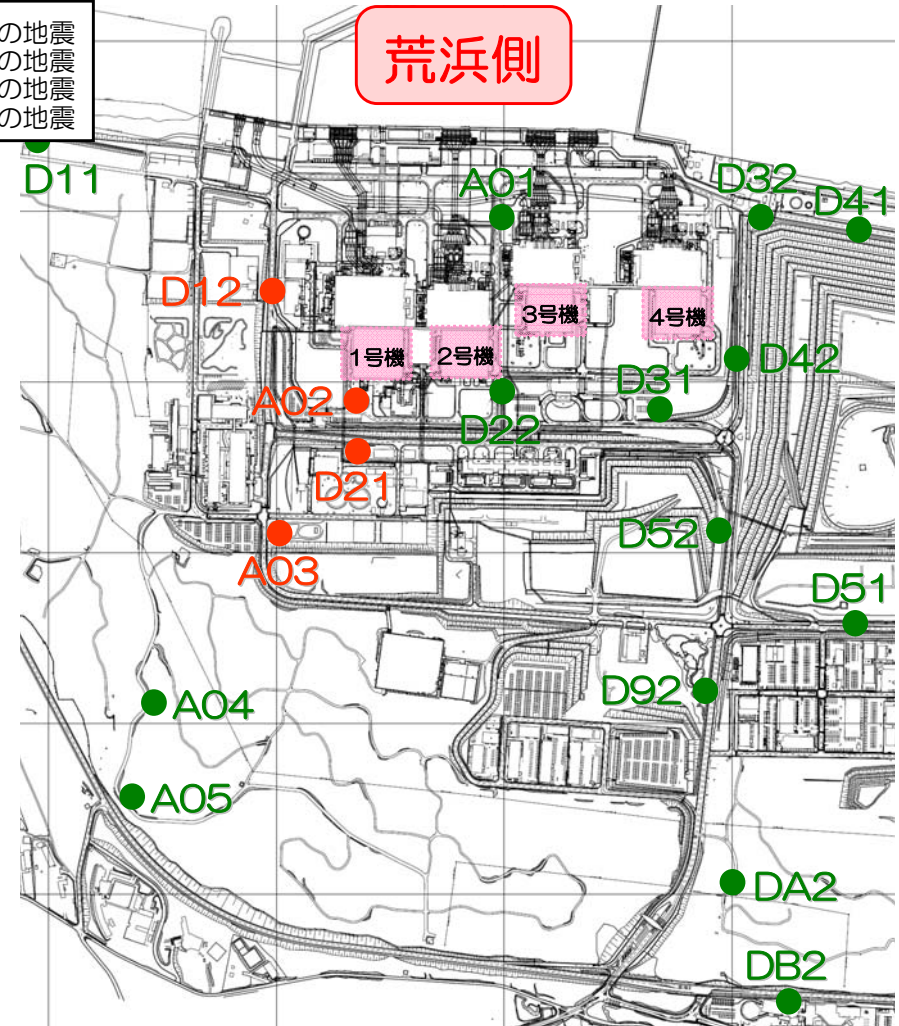 の地震
の地震
の地震
の地震
荒浜側
D11
A01
D32
D41
D12
3号機
4号機
1号機
2号機
D42
D31
A02
D22
D21
D52
A03
D51
D92
A04
A05
DA2
DB2